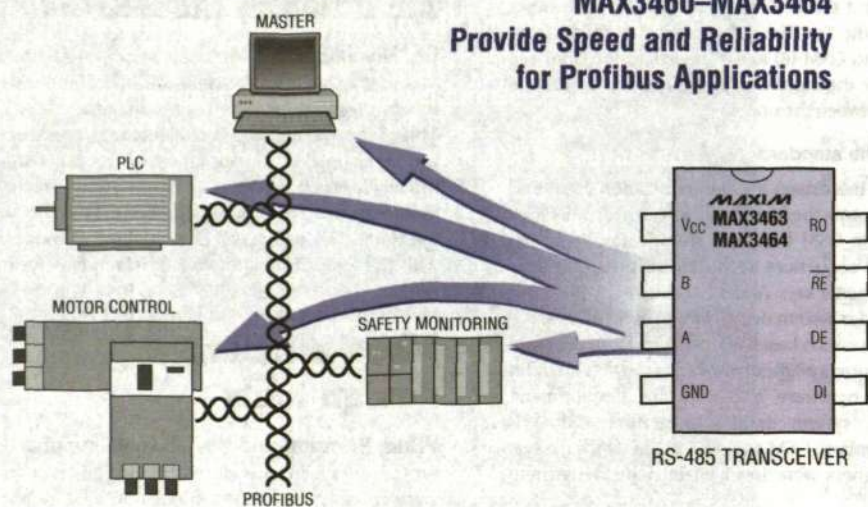 MAX3460–MAX3464
Provide Speed and Reliability
for Profibus Applications
MASTER
PLC
MOTOR CONTROL
SAFETY MONITORING
PROFIBUS
MAXIM
MAX3463
MAX3464
VCC
RO
B
RE
A
DE
GND
DI
RS-485 TRANSCEIVER